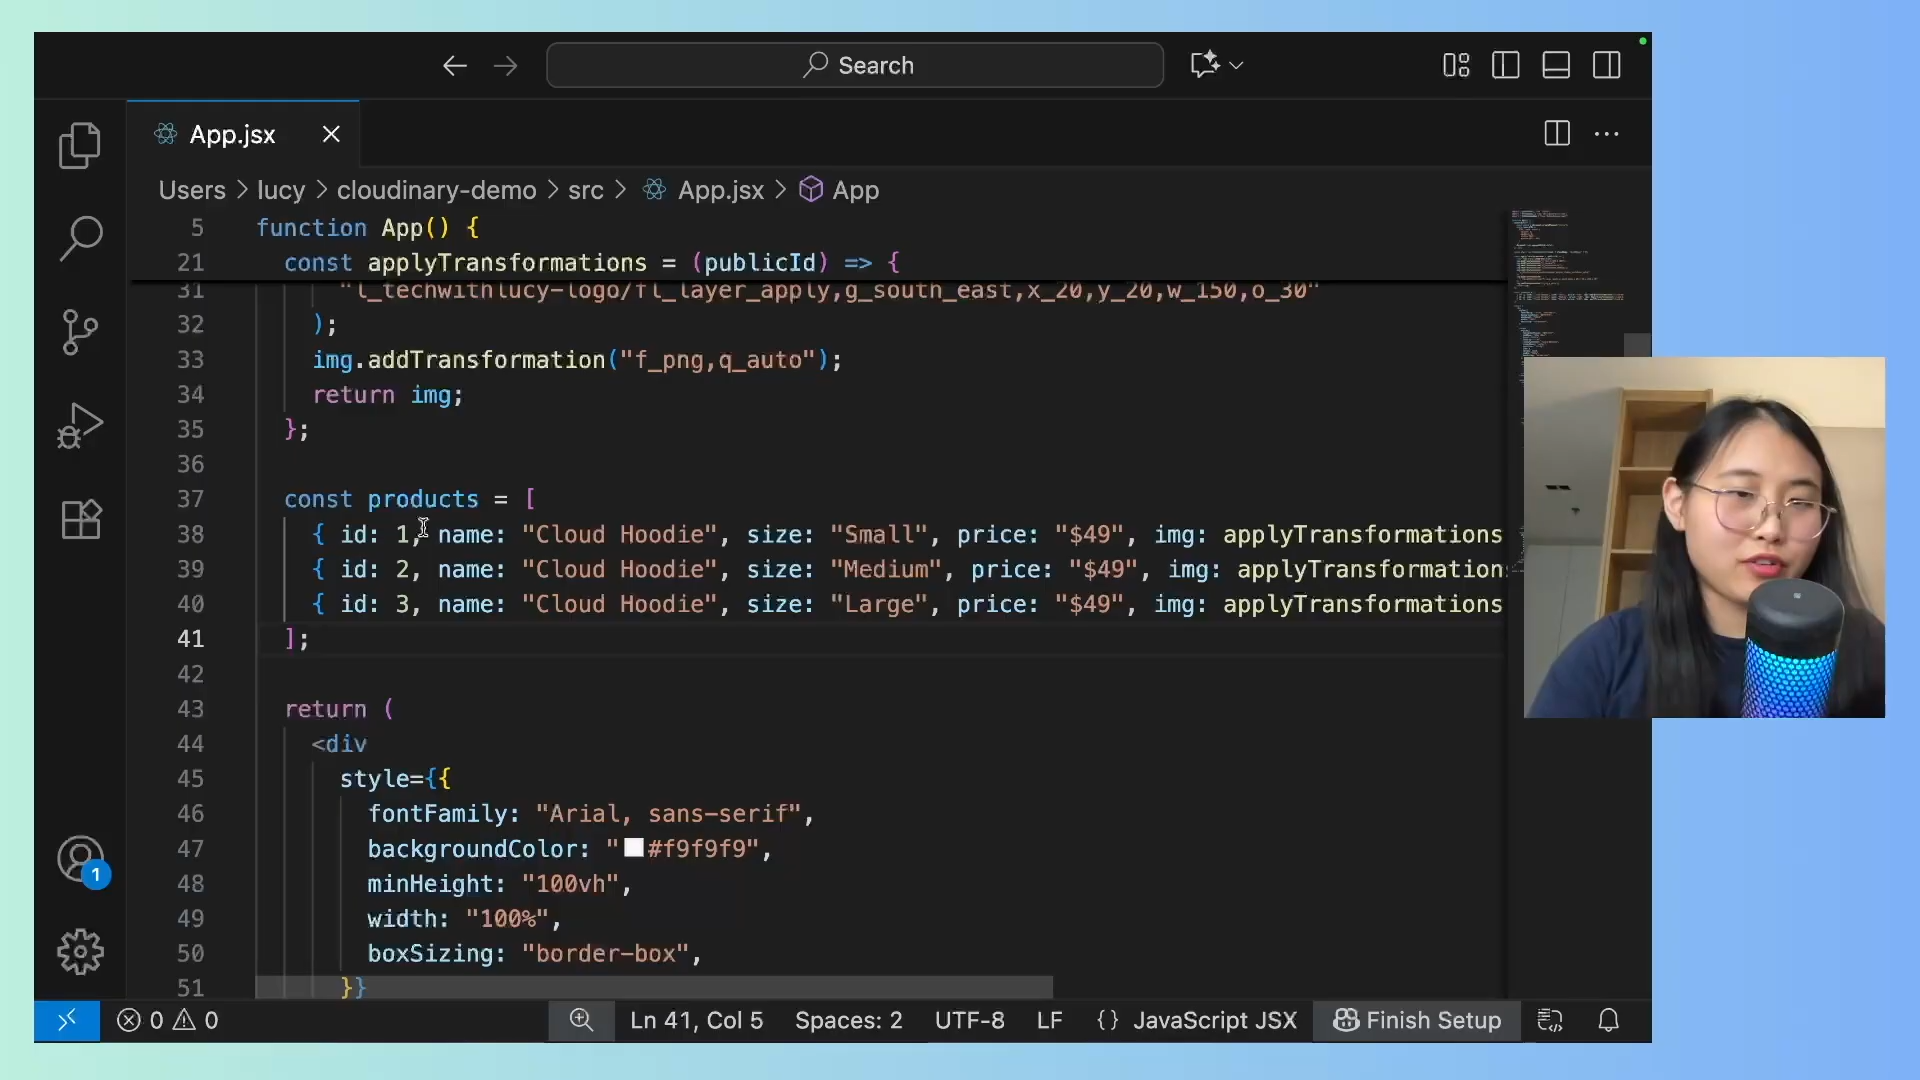 Search
App.jsx
Users > lucy > cloudinary-demo > src > App.jsx > App
5 function App() {
21 const applyTransformations = (publicId) => {
31 "l_techwithlucy-logo/fl_layer_apply,g_south_east,x_20,y_20,w_150,o_30"
32 );
33 img.addTransformation("f_png,q_auto");
34 return img;
35 };
36
37 const products = [
38 { id: 1, name: "Cloud Hoodie", size: "Small", price: "$49", img: applyTransformations
39 { id: 2, name: "Cloud Hoodie", size: "Medium", price: "$49", img: applyTransformation
40 { id: 3, name: "Cloud Hoodie", size: "Large", price: "$49", img: applyTransformations
41 ];
42
43 return (
44 <div
45 style={{
46 fontFamily: "Arial, sans-serif",
47 backgroundColor: "#f9f9f9",
48 minHeight: "100vh",
49 width: "100%",
50 boxSizing: "border-box",
51 }}
1
0 0 Ln 41, Col 5 Spaces: 2 UTF-8 LF {} JavaScript JSX Finish Setup